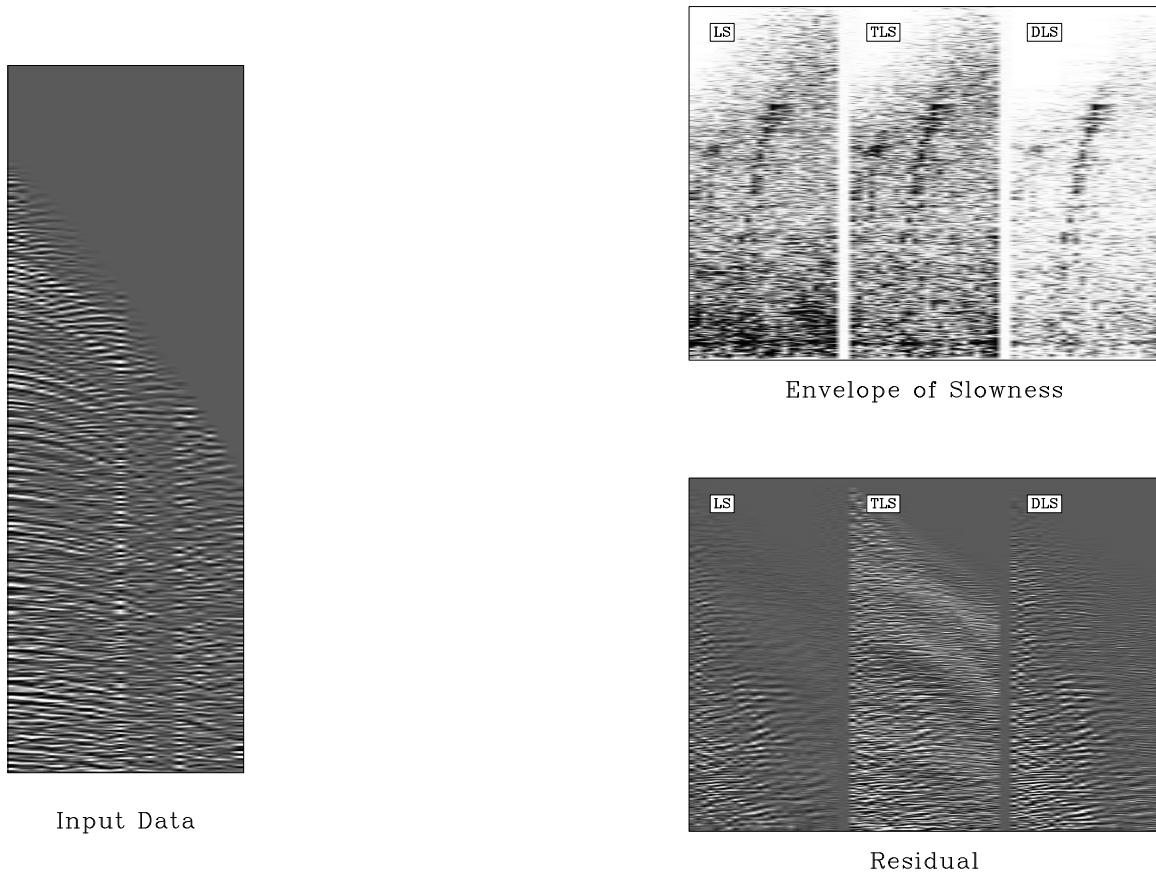 LS TLS DLS
Envelope of Slowness
LS TLS DLS
Input Data
Residual